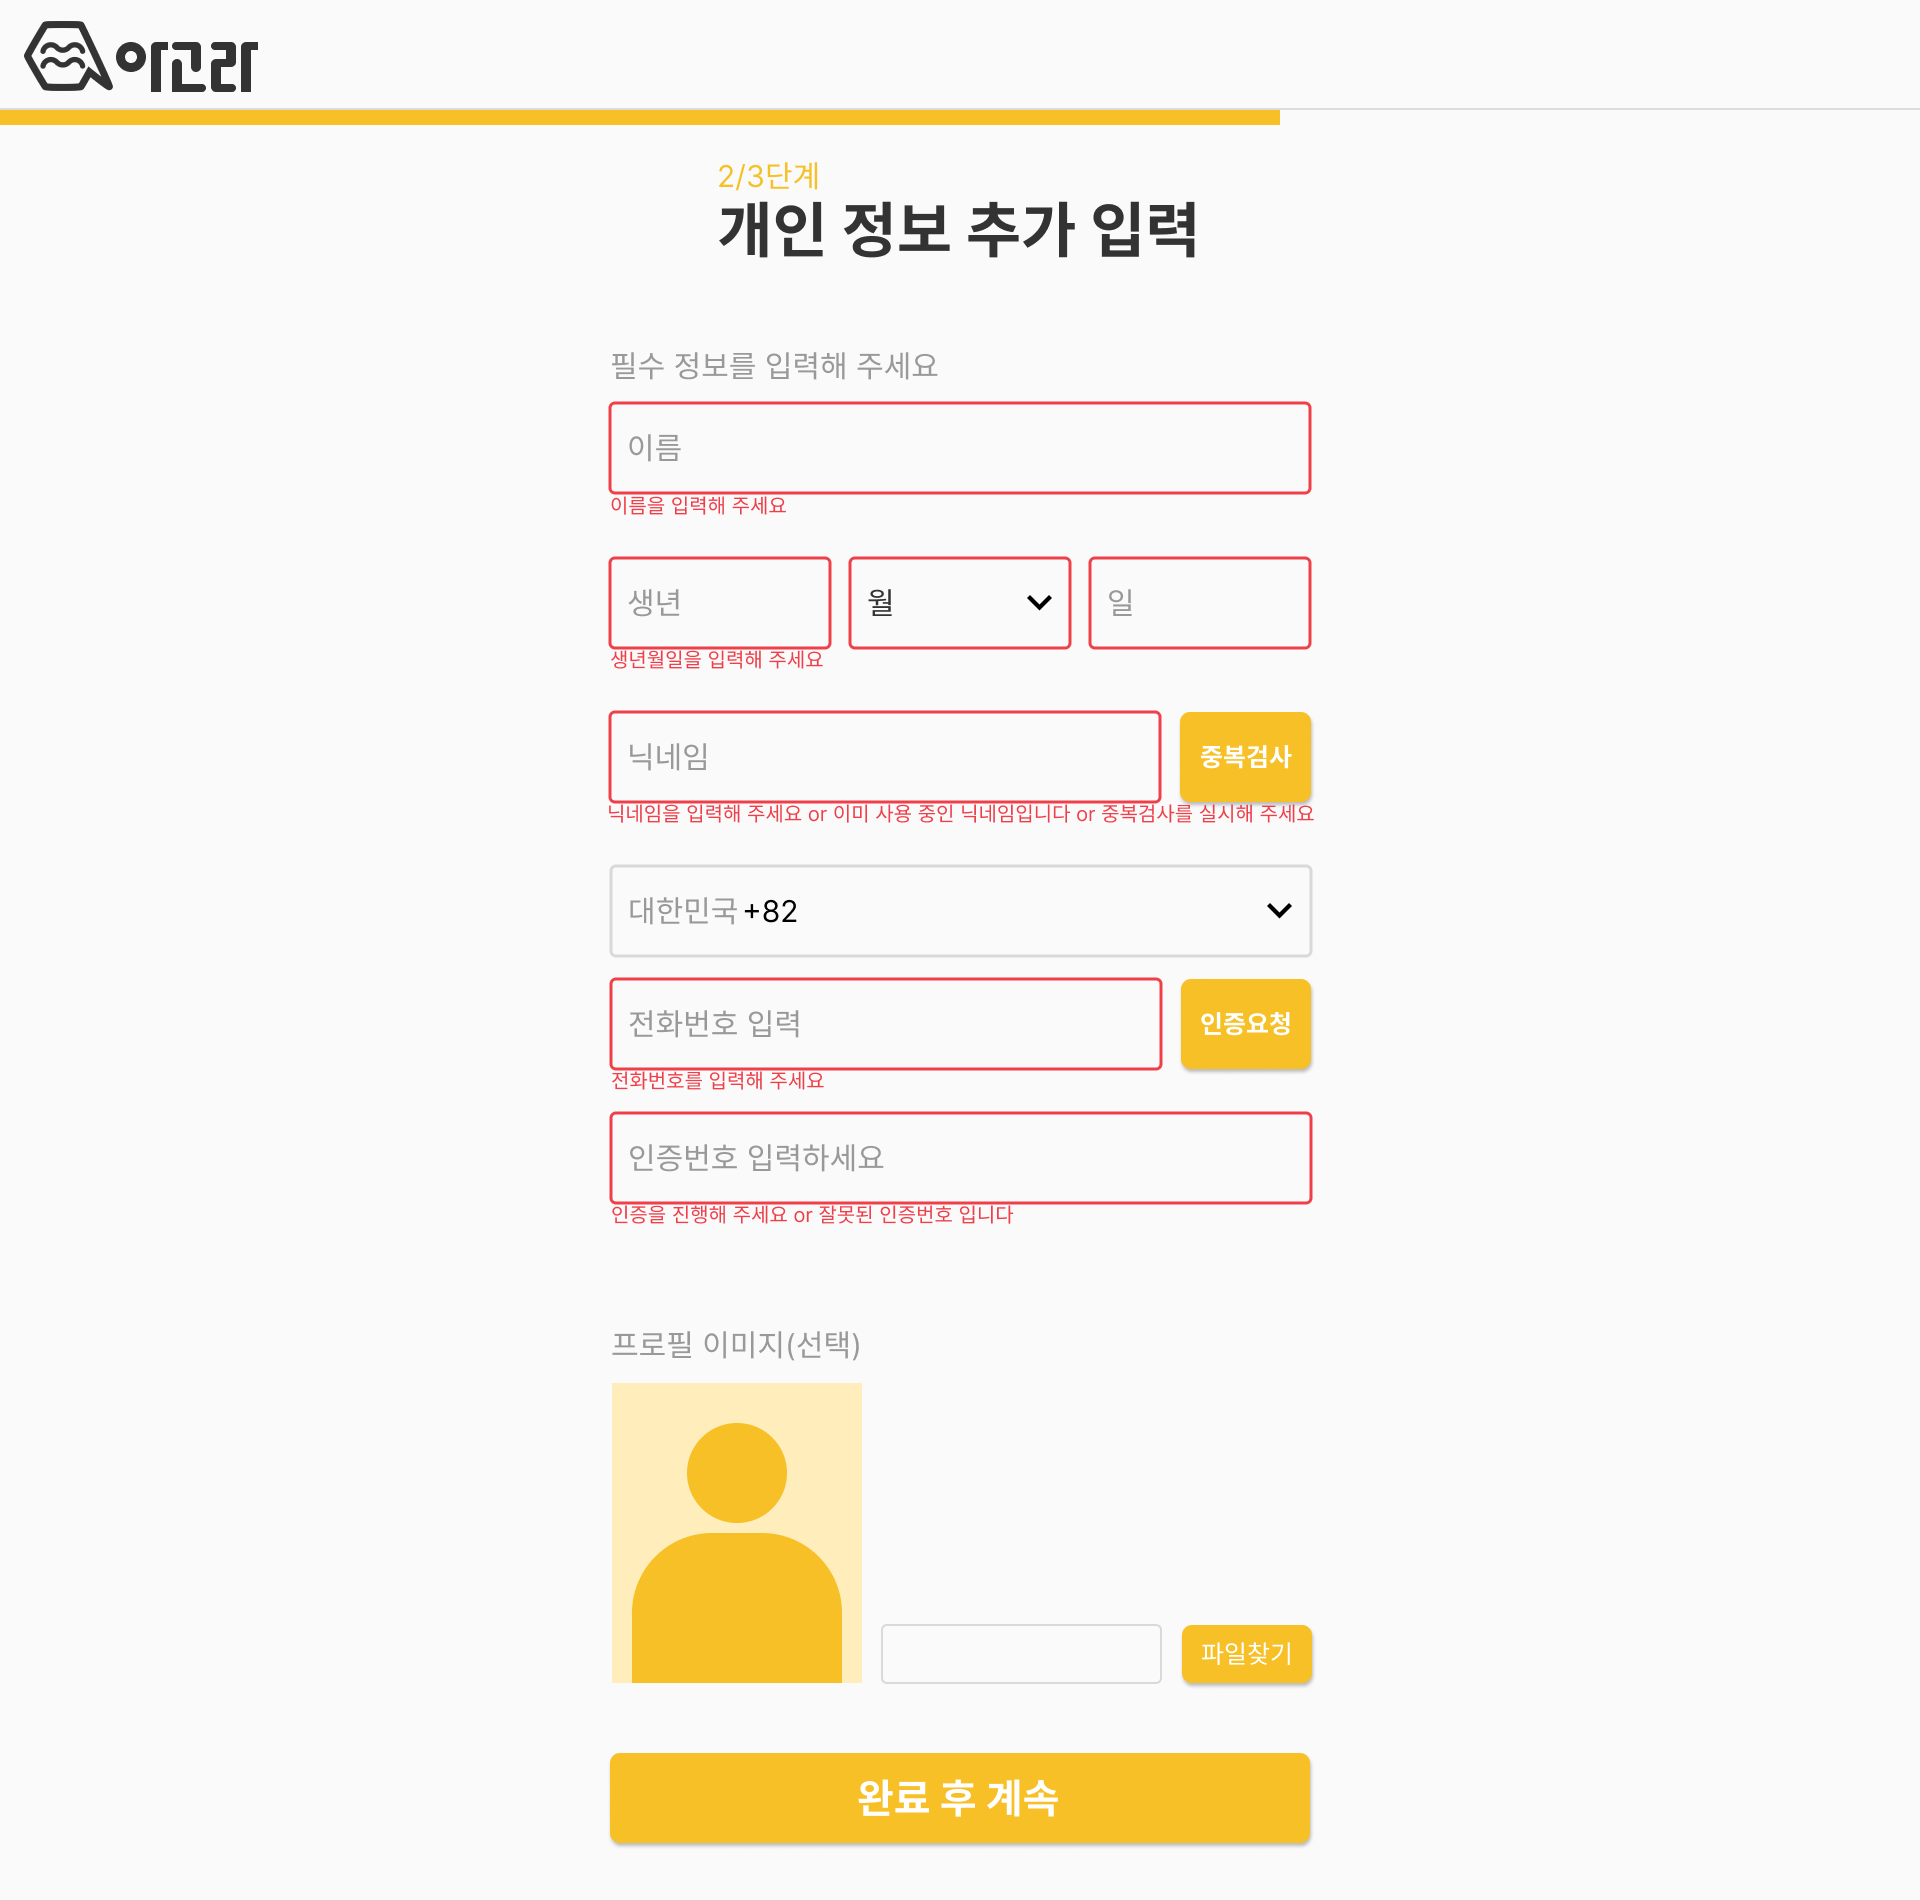 아고라
2/3단계
개인 정보 추가 입력
필수 정보를 입력해 주세요
이름
이름을 입력해 주세요
생년 월 일
생년월일을 입력해 주세요
닉네임 중복검사
닉네임을 입력해 주세요 or 이미 사용 중인 닉네임입니다 or 중복검사를 실시해 주세요
대한민국 +82
전화번호 입력 인증요청
전화번호를 입력해 주세요
인증번호 입력하세요
인증을 진행해 주세요 or 잘못된 인증번호 입니다
프로필 이미지(선택)
파일찾기
완료 후 계속